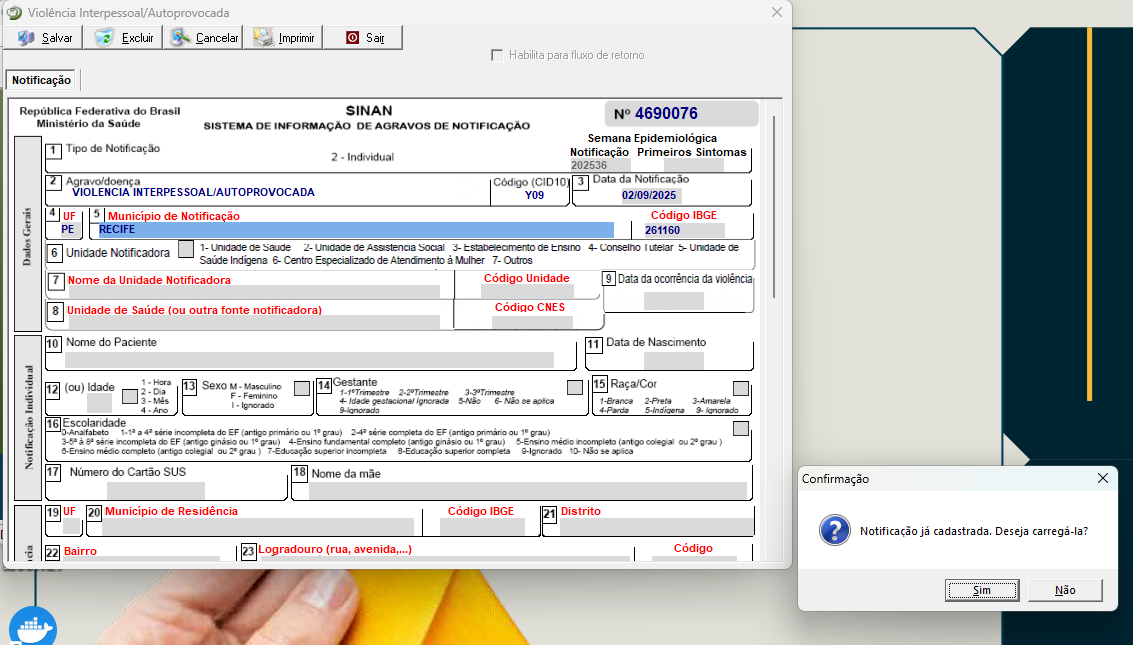 Violência Interpessoal/Autoprovocada
Salvar Excluir Cancelar Imprimir Sair
Habilita para fluxo de retorno
Notificação
República Federativa do Brasil
Ministério da Saúde
SINAN
SISTEMA DE INFORMAÇÃO DE AGRAVOS DE NOTIFICAÇÃO
Nº 4690076
Semana Epidemiológica
Notificação Primeiros Sintomas
202536
Dados Gerais
1 Tipo de Notificação
2 - Individual
2 Agravo/doença
VIOLENCIA INTERPESSOAL/AUTOPROVOCADA
Código (CID10)
Y09
3 Data da Notificação
02/09/2025
4 UF
PE
5 Município de Notificação
RECIFE
Código IBGE
261160
6 Unidade Notificadora
1- Unidade de Saúde 2- Unidade de Assistência Social 3- Estabelecimento de Ensino 4- Conselho Tutelar 5- Unidade de
Saúde Indígena 6- Centro Especializado de Atendimento à Mulher 7- Outros
7 Nome da Unidade Notificadora
Código Unidade
9 Data da ocorrência da violência
8 Unidade de Saúde (ou outra fonte notificadora)
Código CNES
Notificação Individual
10 Nome do Paciente
11 Data de Nascimento
12 (ou) Idade
1 - Hora
2 - Dia
3 - Mês
4 - Ano
13 Sexo M - Masculino
F - Feminino
I - Ignorado
14 Gestante
1-1ºTrimestre 2-2ºTrimestre 3-3ºTrimestre
4- Idade gestacional Ignorada 5-Não 6- Não se aplica
9-Ignorado
15 Raça/Cor
1-Branca 2-Preta 3-Amarela
4-Parda 5-Indígena 9- Ignorado
16 Escolaridade
0-Analfabeto 1-1ª a 4ª série incompleta do EF (antigo primário ou 1º grau) 2-4ª série completa do EF (antigo primário ou 1º grau)
3-5ª à 8ª série incompleta do EF (antigo ginásio ou 1º grau) 4-Ensino fundamental completo (antigo ginásio ou 1º grau) 5-Ensino médio incompleto (antigo colegial ou 2º grau )
6-Ensino médio completo (antigo colegial ou 2º grau ) 7-Educação superior incompleta 8-Educação superior completa 9-Ignorado 10- Não se aplica
17 Número do Cartão SUS
18 Nome da mãe
19 UF
20 Município de Residência
Código IBGE
21 Distrito
22 Bairro
23 Logradouro (rua, avenida,...)
Código
Confirmação
Notificação já cadastrada. Deseja carregá-la?
Sim Não